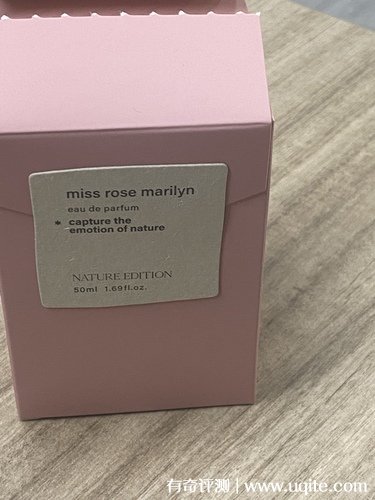 miss rose marilyn
eau de parfum
* capture the
emotion of nature
NATURE EDITION
50ml 1.69fl.oz.
有奇评测 | www.uqite.com